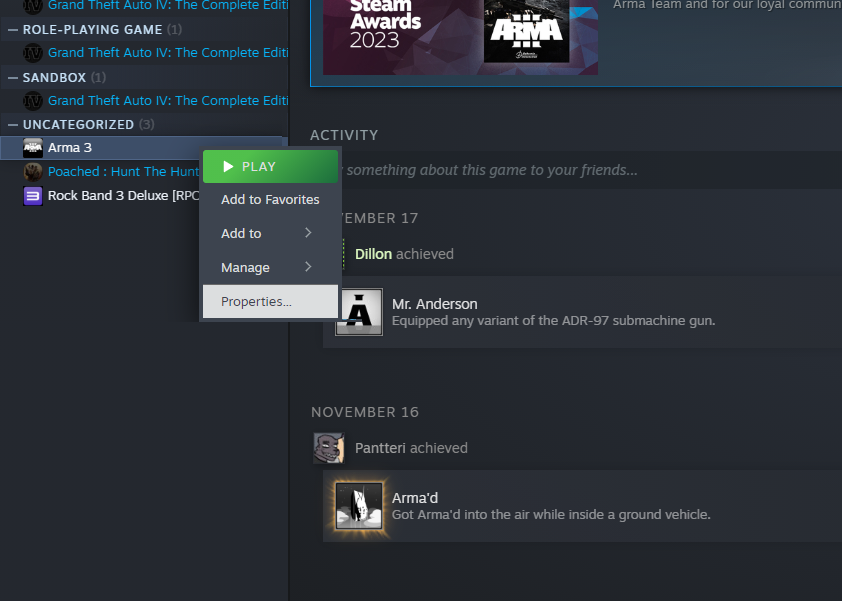 Grand Theft Auto IV: The Complete Editi
ROLE-PLAYING GAME (1)
Grand Theft Auto IV: The Complete Editi
SANDBOX (1)
Grand Theft Auto IV: The Complete Editi
UNCATEGORIZED (3)
Arma 3
Poached : Hunt The Hunt
Rock Band 3 Deluxe [RPC
PLAY
Add to Favorites
Add to
Manage
Properties...
Steam
Awards
2023
ARMA
III
Arma Team and for our loyal commun
ACTIVITY
something about this game to your friends...
VEMBER 17
Dillon achieved
Mr. Anderson
Equipped any variant of the ADR-97 submachine gun.
NOVEMBER 16
Pantteri achieved
Arma'd
Got Arma'd into the air while inside a ground vehicle.